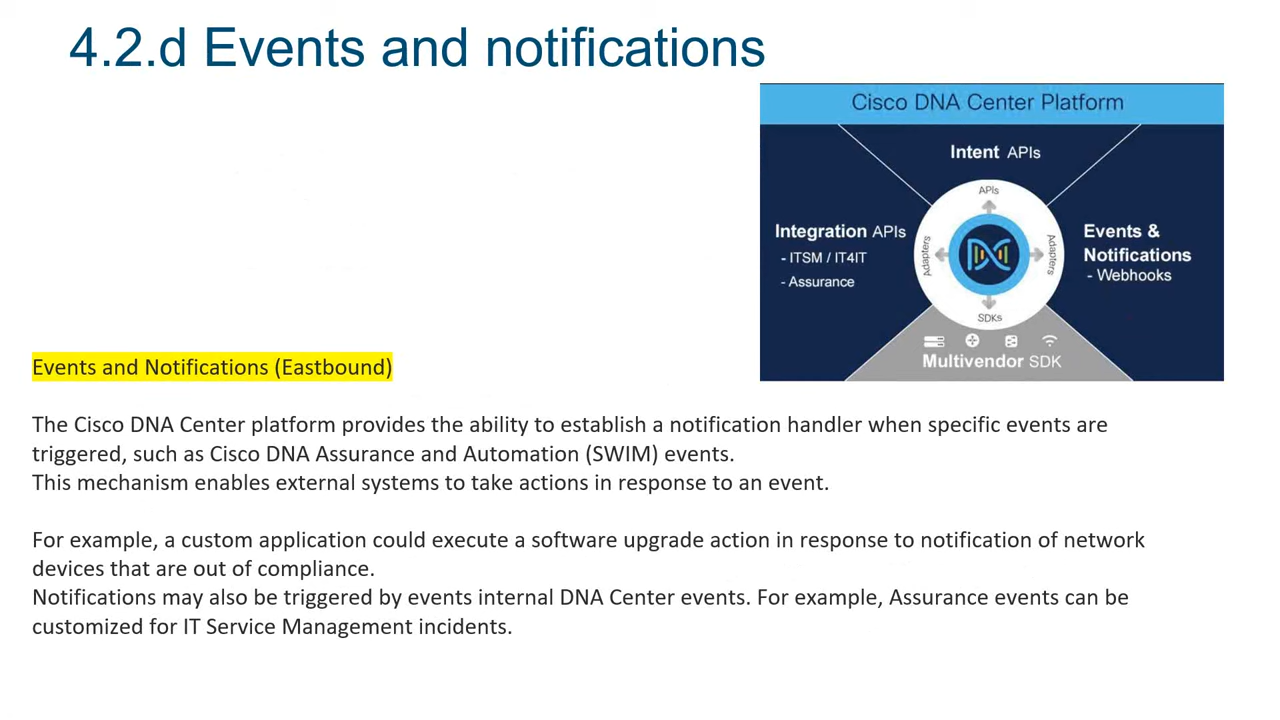 4.2.d Events and notifications
Cisco DNA Center Platform
Intent APIs
APIs
Integration APIs
- ITSM / IT4IT
- Assurance
Adapters
Adapters
Events &
Notifications
- Webhooks
SDKs
Multivendor SDK
Events and Notifications (Eastbound)
The Cisco DNA Center platform provides the ability to establish a notification handler when specific events are
triggered, such as Cisco DNA Assurance and Automation (SWIM) events.
This mechanism enables external systems to take actions in response to an event.
For example, a custom application could execute a software upgrade action in response to notification of network
devices that are out of compliance.
Notifications may also be triggered by events internal DNA Center events. For example, Assurance events can be
customized for IT Service Management incidents.